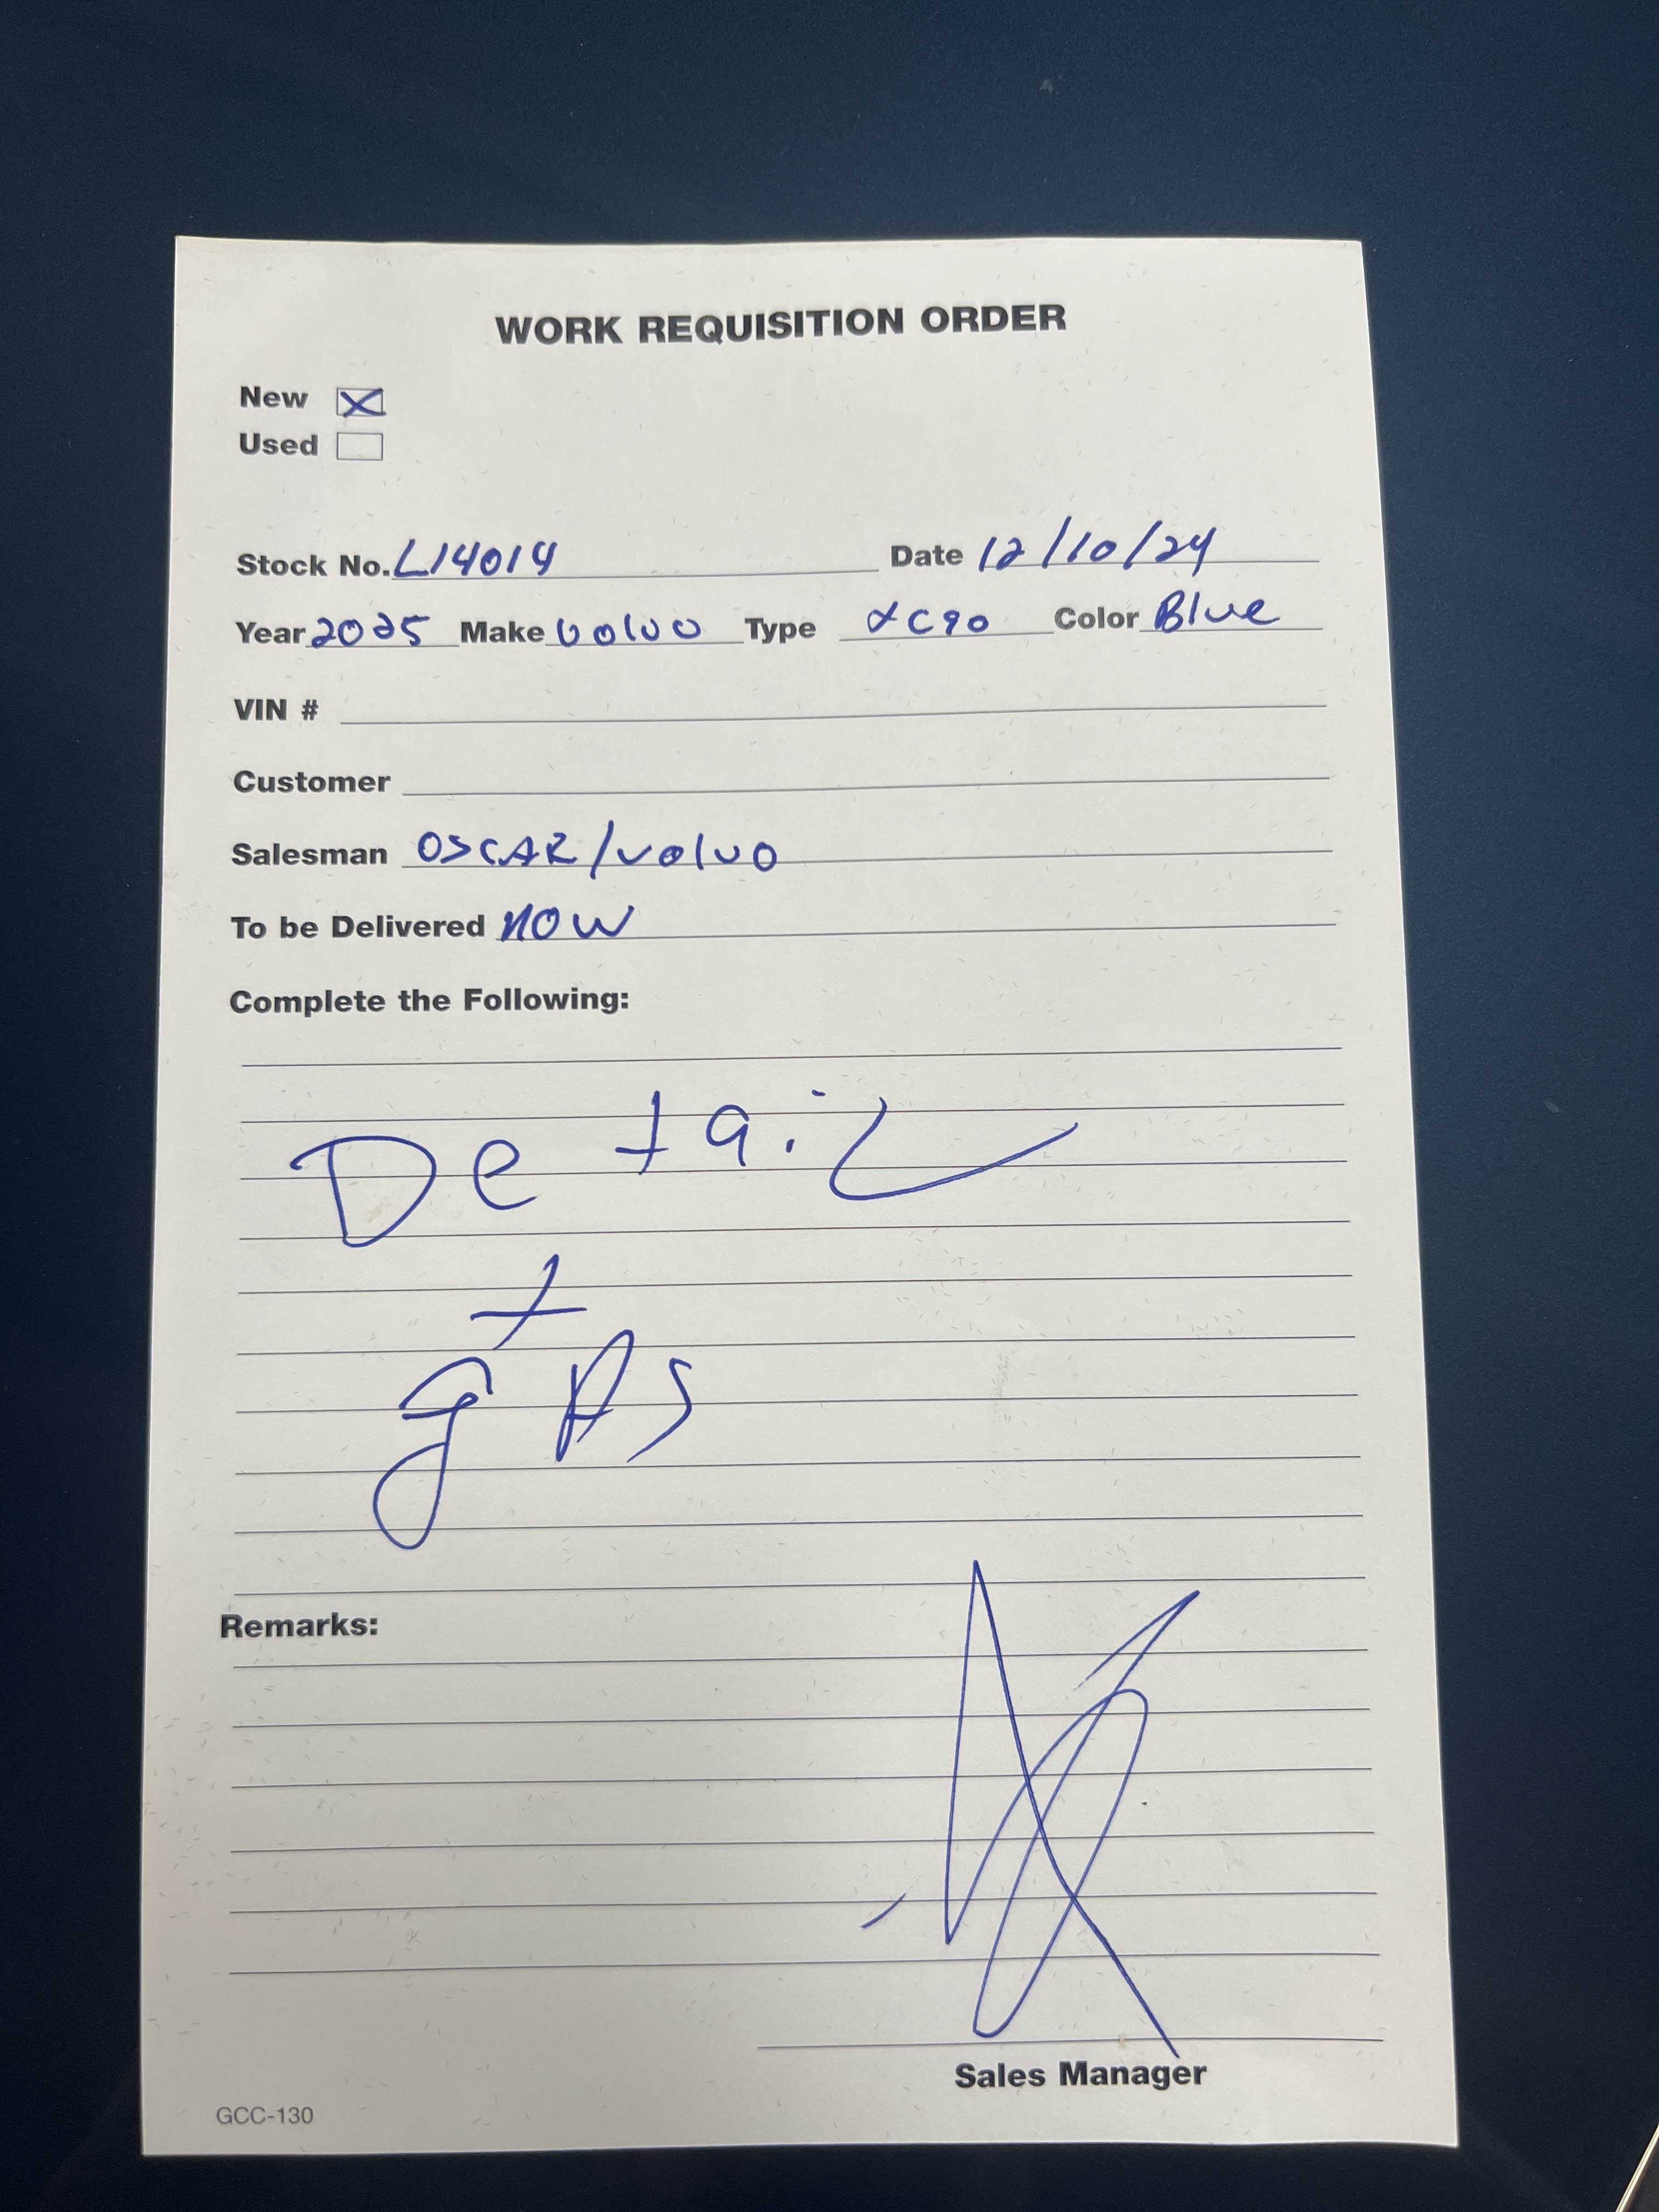 WORK REQUISITION ORDER
New X
Used
Stock No. L14014 Date 12/10/24
Year 2025 Make Volvo Type XC90 Color Blue
VIN #
Customer
Salesman OSCAR/Volvo
To be Delivered NOW
Complete the Following:
Detail
+
gAs
Remarks:
Sales Manager
GCC-130